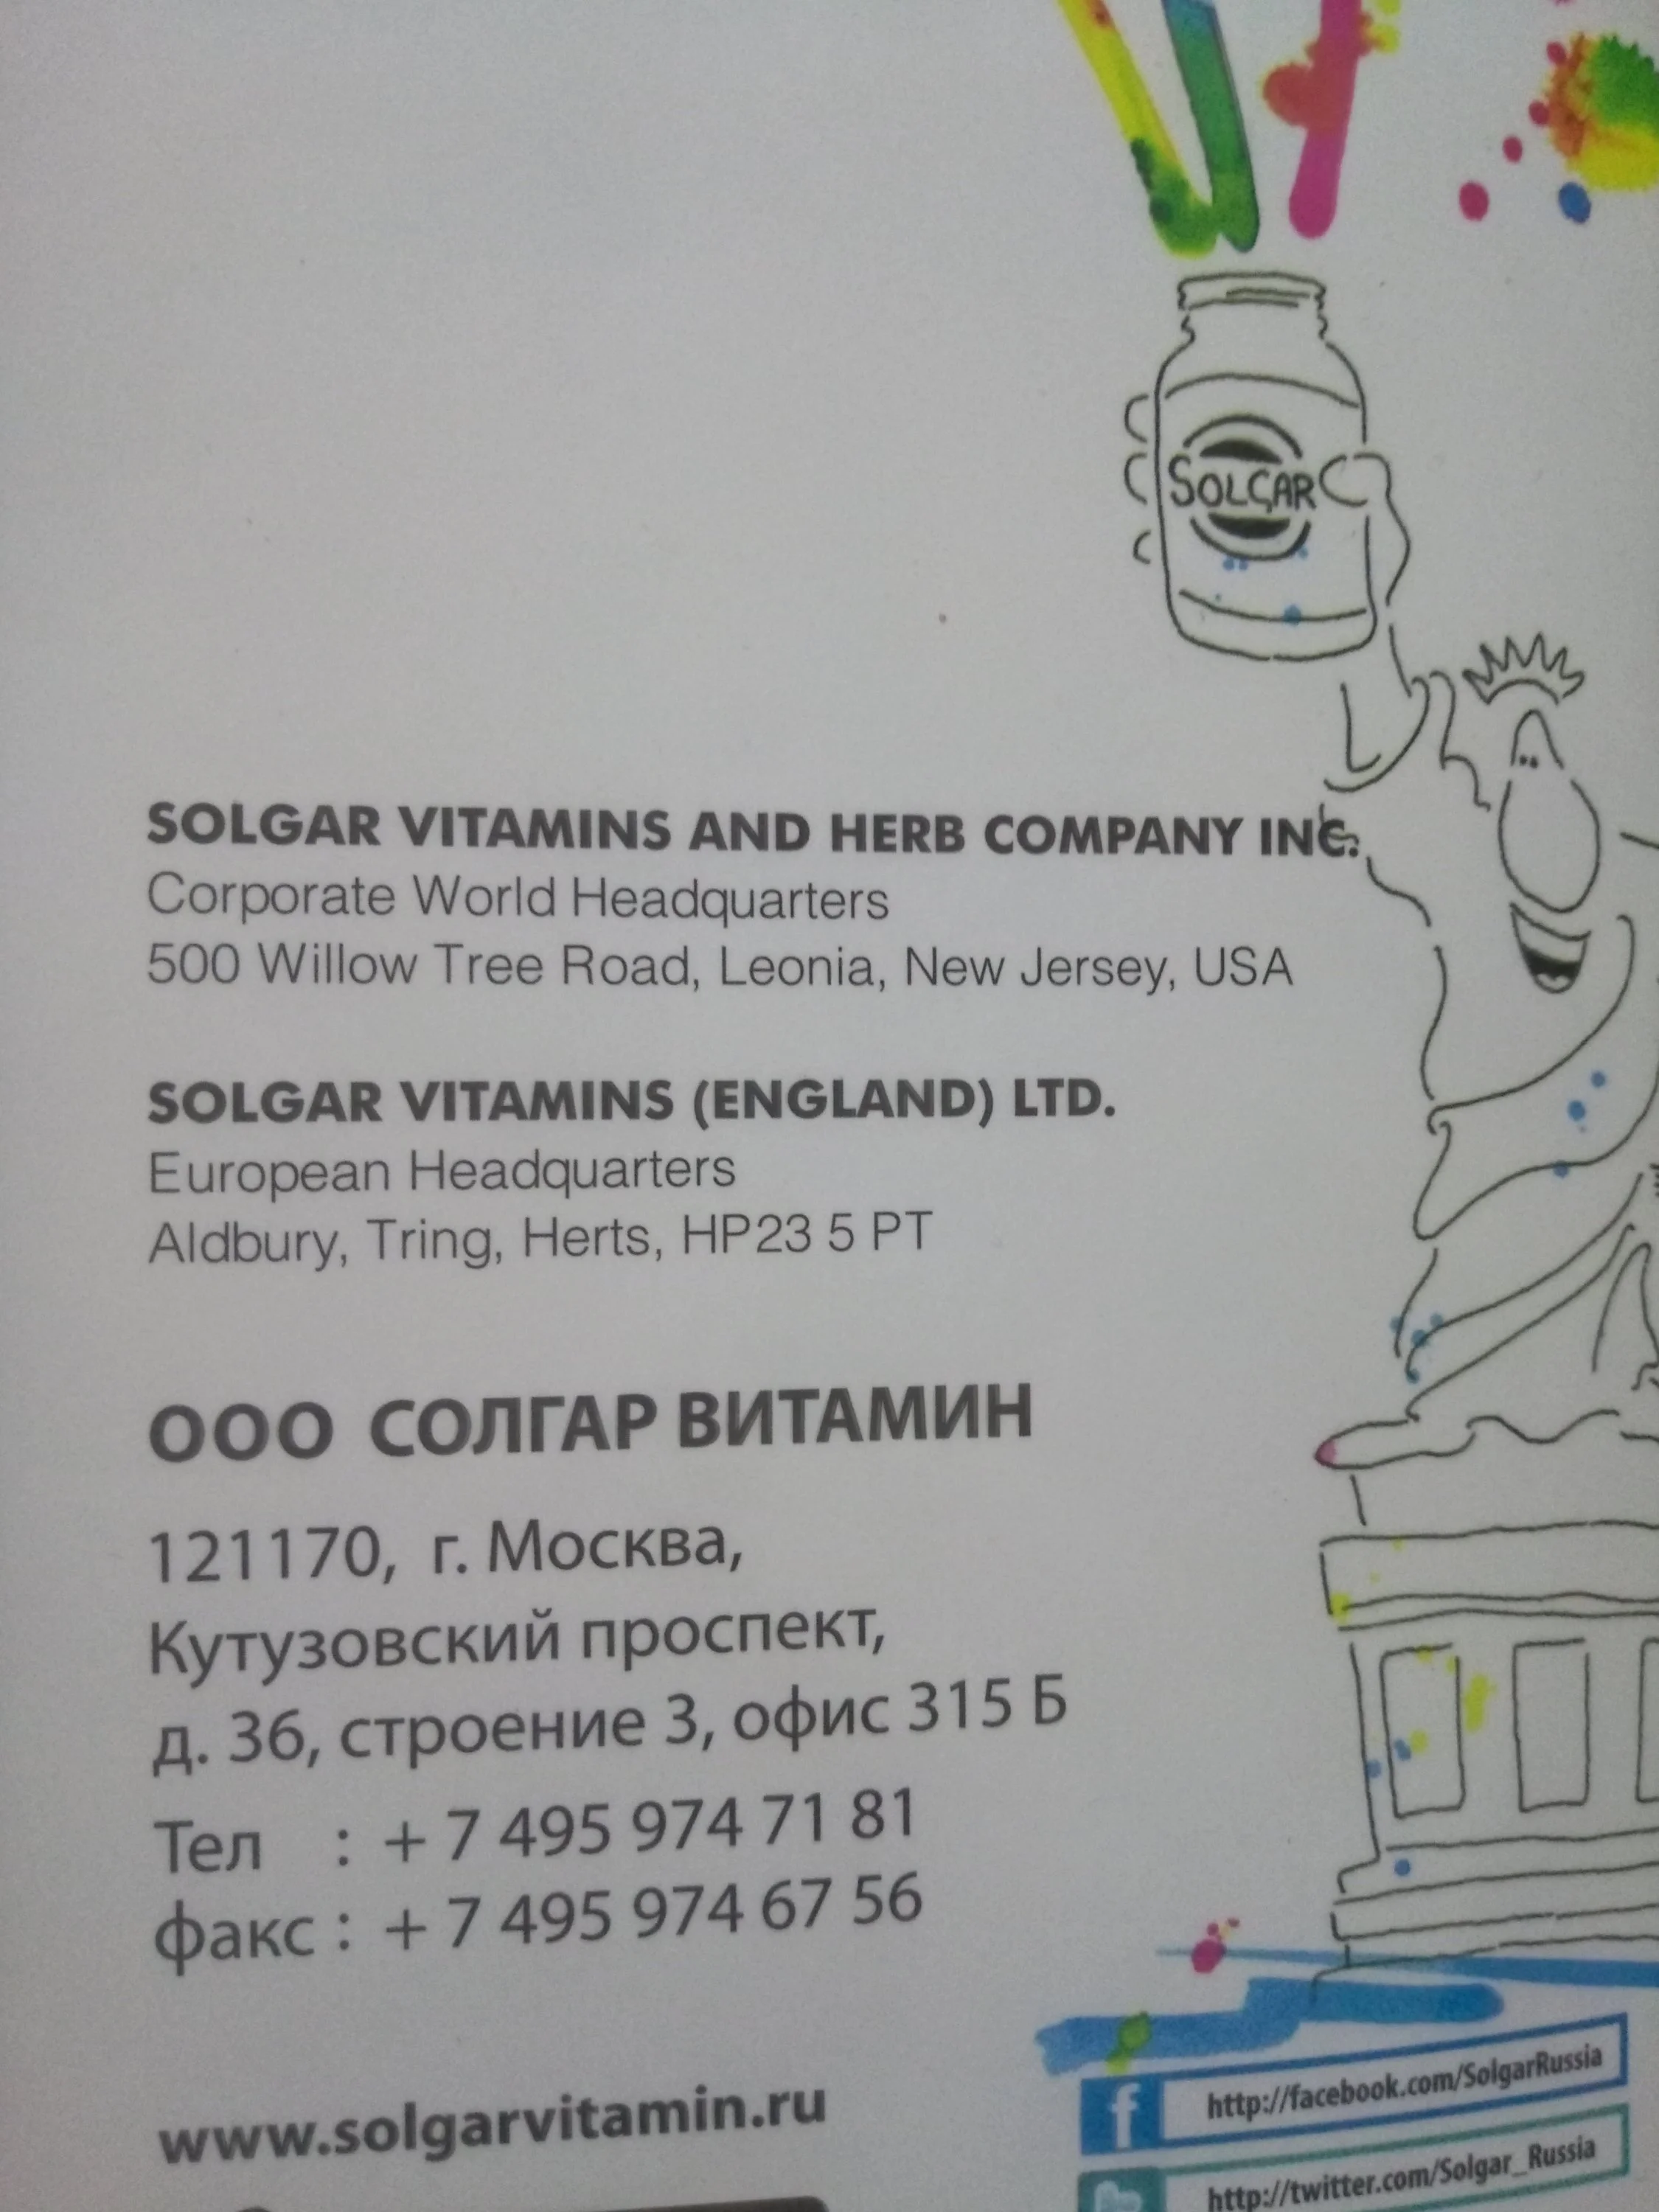 SOLGAR
SOLGAR VITAMINS AND HERB COMPANY INC.
Corporate World Headquarters
500 Willow Tree Road, Leonia, New Jersey, USA
SOLGAR VITAMINS (ENGLAND) LTD.
European Headquarters
Aldbury, Tring, Herts, HP23 5 PT
ООО СОЛГАР ВИТАМИН
121170, г. Москва,
Кутузовский проспект,
д. 36, строение 3, офис 315 Б
Тел : + 7 495 974 71 81
факс : + 7 495 974 67 56
www.solgarvitamin.ru
f http://facebook.com/SolgarRussia
http://twitter.com/Solgar_Russia